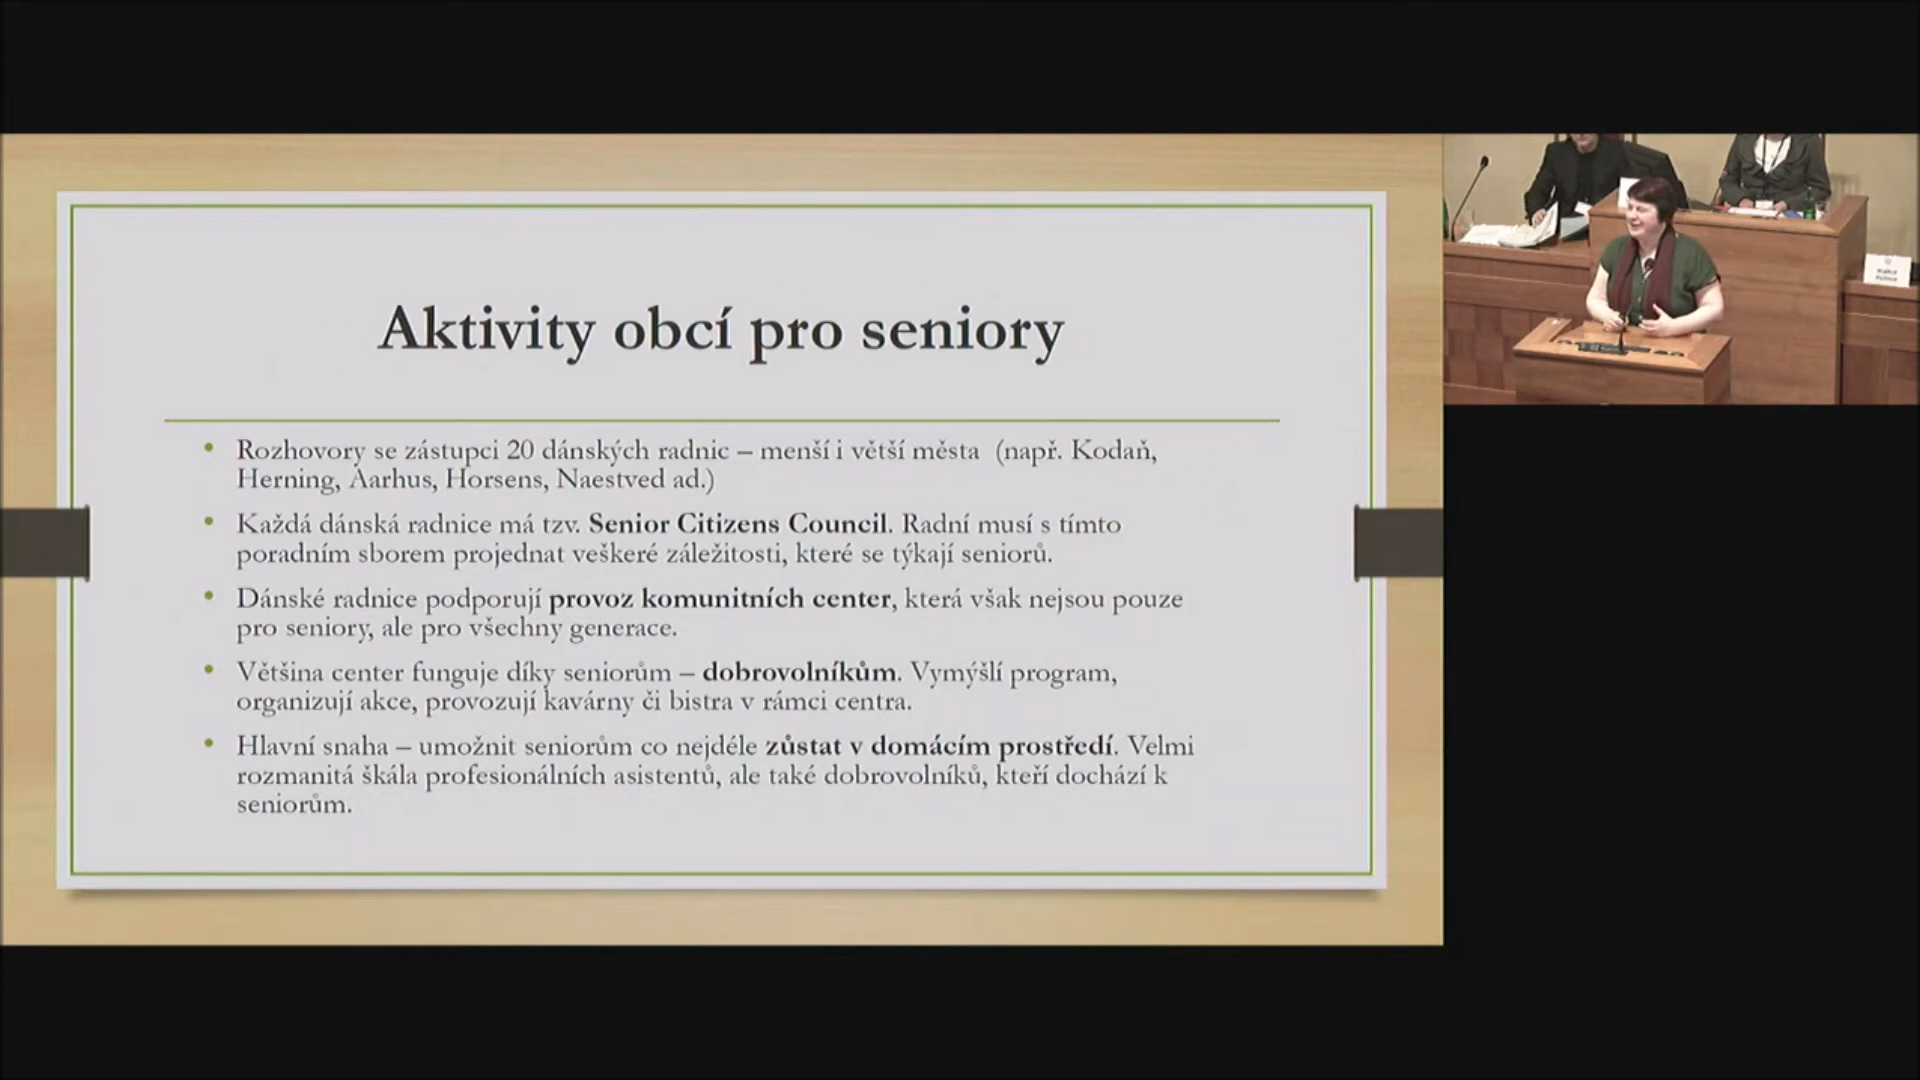 Aktivity obcí pro seniory
• Rozhovory se zástupci 20 dánských radnic – menší i větší města (např. Kodaň,
Herning, Aarhus, Horsens, Naestved ad.)
• Každá dánská radnice má tzv. Senior Citizens Council. Radní musí s tímto
poradním sborem projednat veškeré záležitosti, které se týkají seniorů.
• Dánské radnice podporují provoz komunitních center, která však nejsou pouze
pro seniory, ale pro všechny generace.
• Většina center funguje díky seniorům – dobrovolníkům. Vymýšlí program,
organizují akce, provozují kavárny či bistra v rámci centra.
• Hlavní snaha – umožnit seniorům co nejdéle zůstat v domácím prostředí. Velmi
rozmanitá škála profesionálních asistentů, ale také dobrovolníků, kteří dochází k
seniorům.